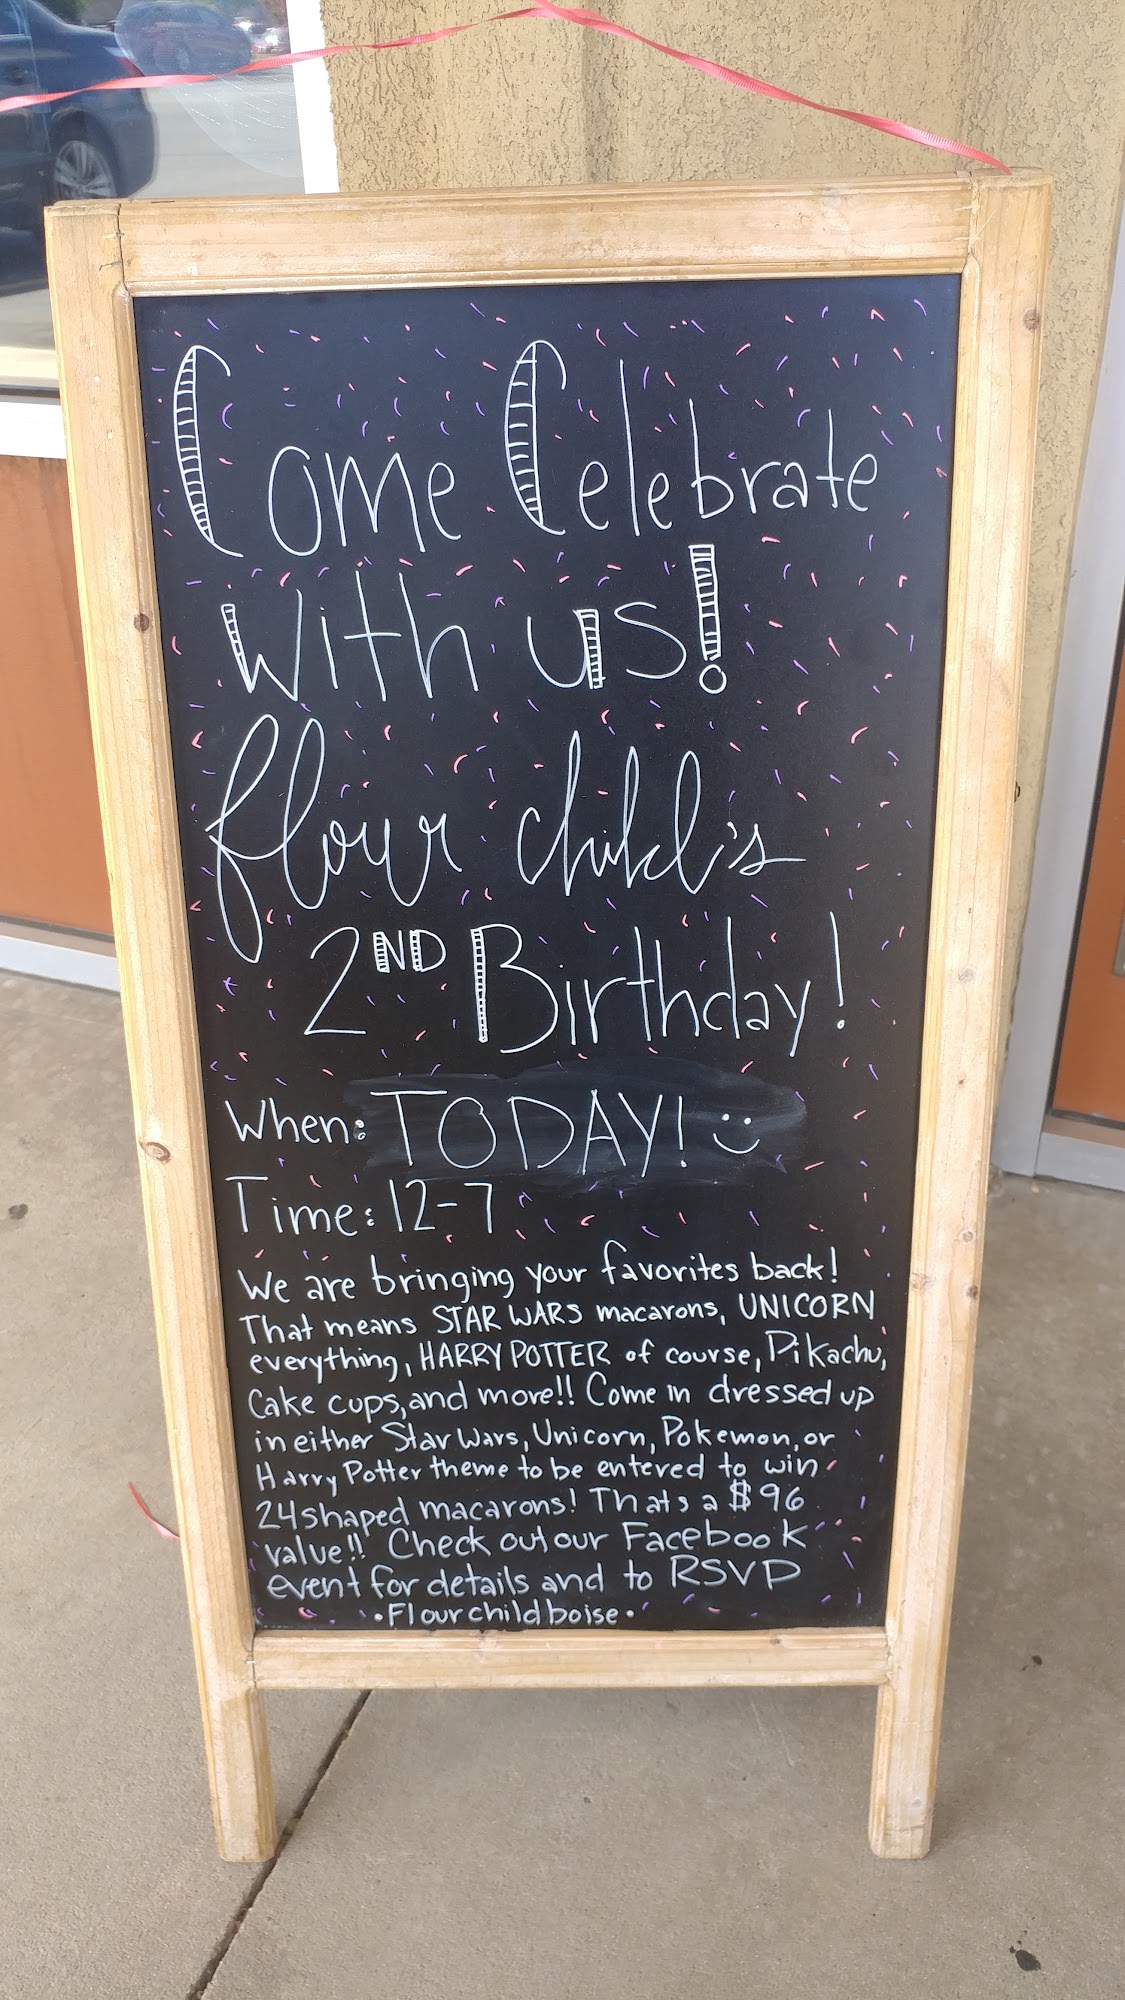 Come Celebrate
with us!
flour child's
2ND Birthday!
When: TODAY! :)
Time: 12-7
We are bringing your favorites back!
That means STAR WARS macarons, UNICORN
everything, HARRY POTTER of course, Pikachu,
Cake cups, and more!! Come in dressed up
in either Star Wars, Unicorn, Pokemon, or
Harry Potter theme to be entered to win
24 shaped macarons! Thats a $96
value!! Check out our Facebook
event for details and to RSVP
• Flourchildboise •